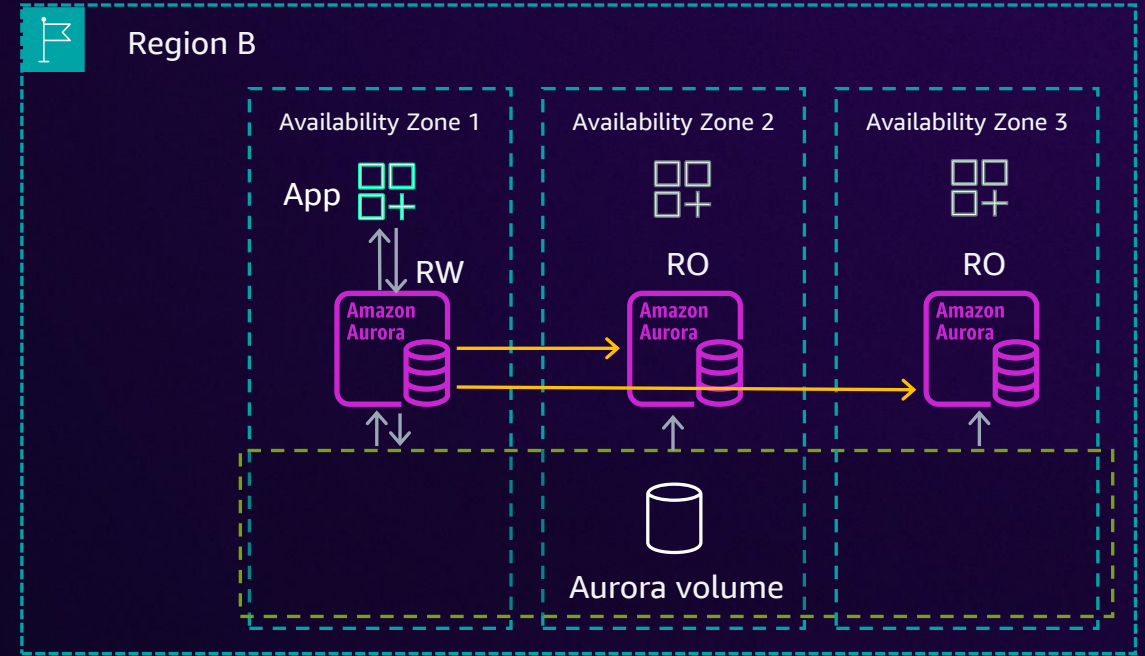 Region B
Availability Zone 1
Availability Zone 2
Availability Zone 3
App
RW
RO
RO
Amazon
Aurora
Amazon
Aurora
Amazon
Aurora
Aurora volume